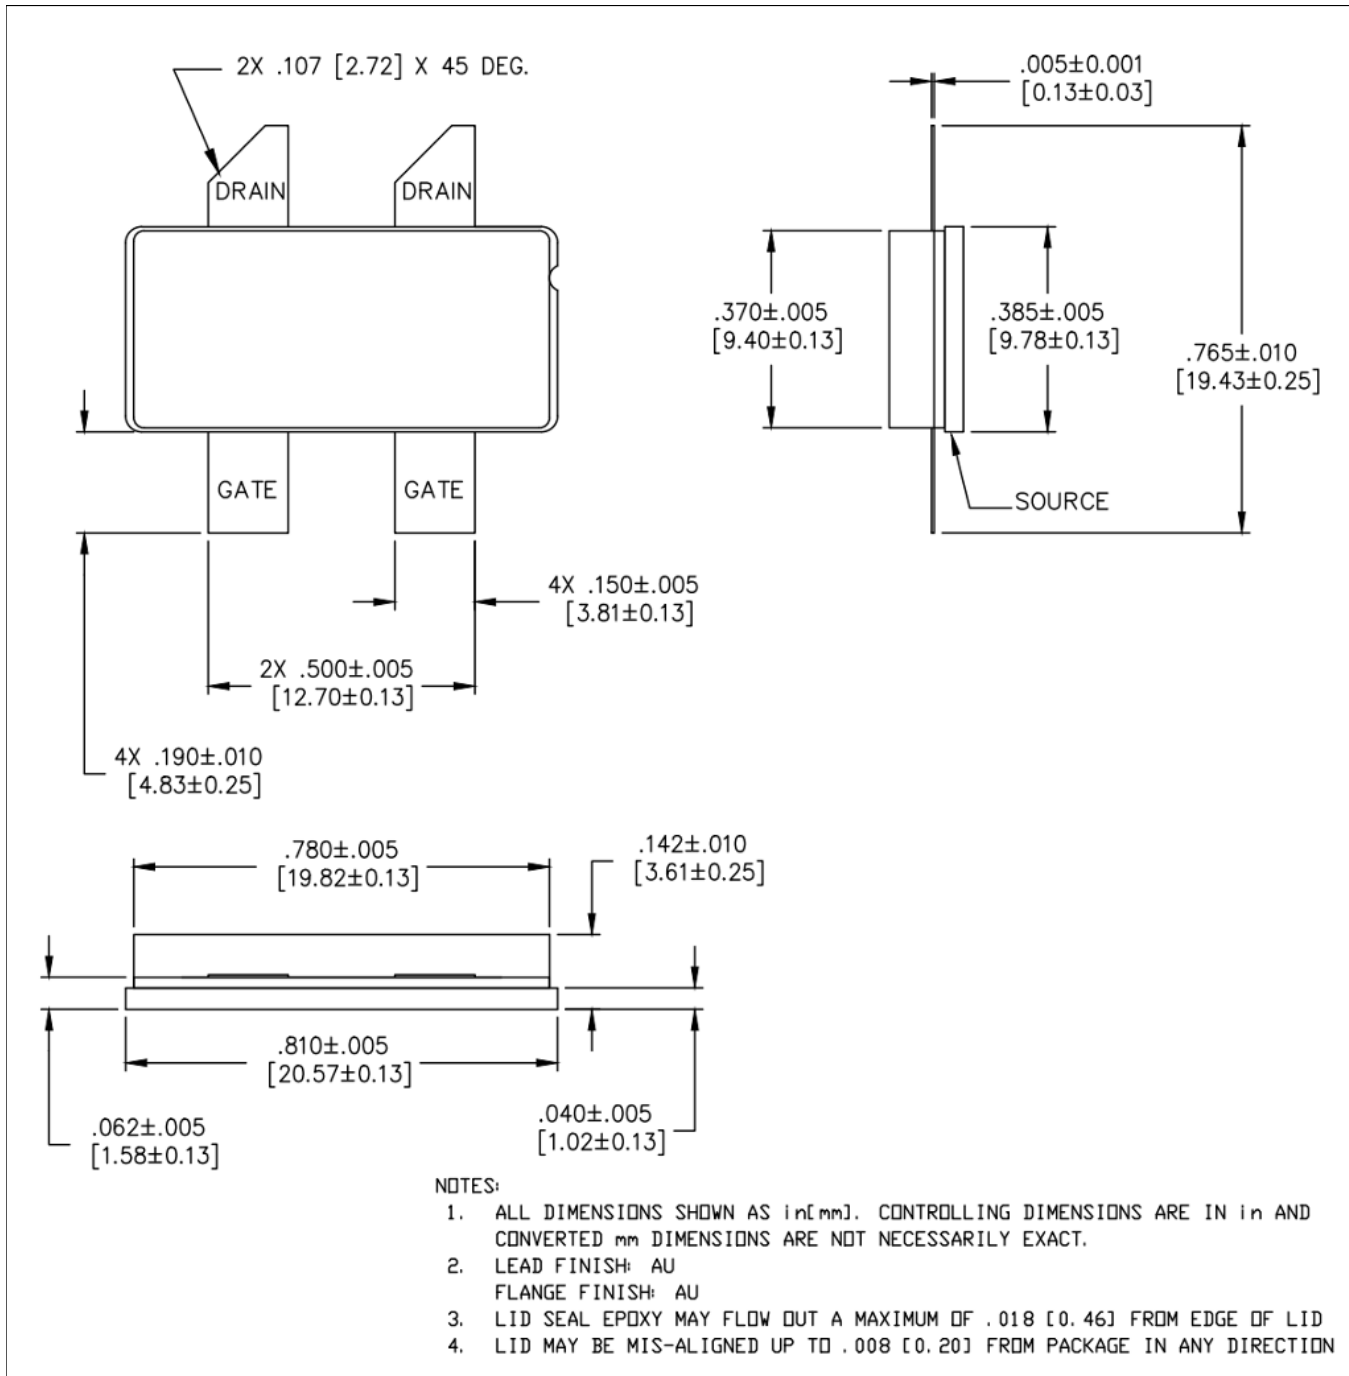 2X .107 [2.72] X 45 DEG.
.005±0.001
[0.13±0.03]
DRAIN
DRAIN
.370±.005
[9.40±0.13]
.385±.005
[9.78±0.13]
.765±.010
[19.43±0.25]
GATE
GATE
SOURCE
4X .150±.005
[3.81±0.13]
2X .500±.005
[12.70±0.13]
4X .190±.010
[4.83±0.25]
.780±.005
[19.82±0.13]
.142±.010
[3.61±0.25]
.810±.005
[20.57±0.13]
.062±.005
[1.58±0.13]
.040±.005
[1.02±0.13]
NOTES:
1. ALL DIMENSIONS SHOWN AS in[mm]. CONTROLLING DIMENSIONS ARE IN in AND
CONVERTED mm DIMENSIONS ARE NOT NECESSARILY EXACT.
2. LEAD FINISH: AU
FLANGE FINISH: AU
3. LID SEAL EPOXY MAY FLOW OUT A MAXIMUM OF .018 [0.46] FROM EDGE OF LID
4. LID MAY BE MIS-ALIGNED UP TO .008 [0.20] FROM PACKAGE IN ANY DIRECTION